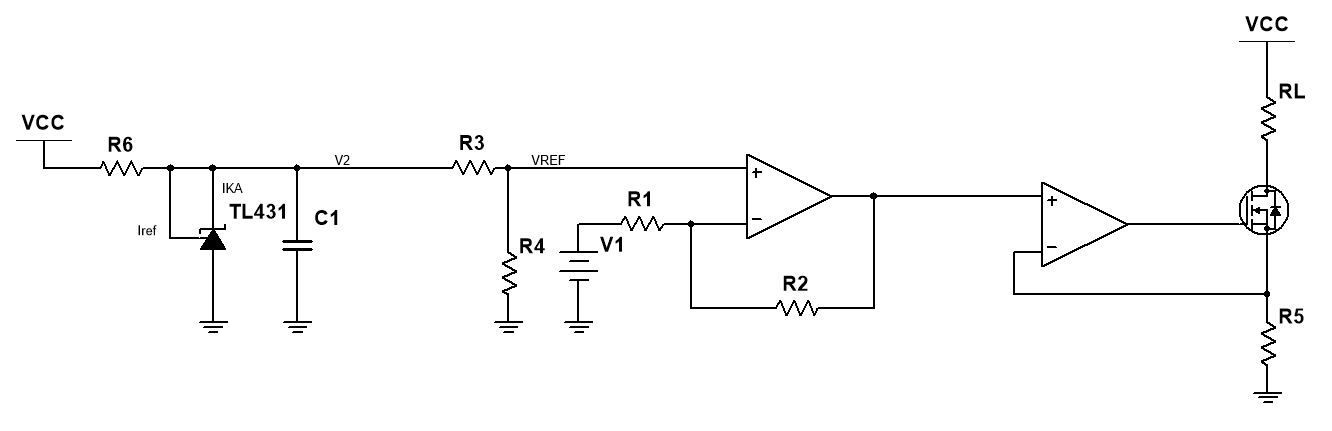 VCC
RL
VCC
R6
R3
V2
VREF
IKA
TL431
C1
R1
Iref
R4
V1
R2
R5
+
−
+
−